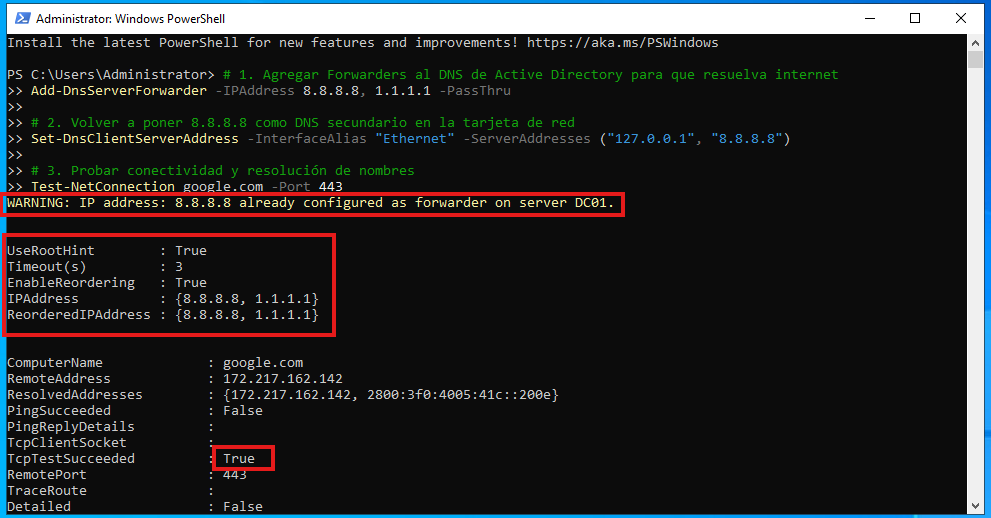 Administrator: Windows PowerShell
Install the latest PowerShell for new features and improvements! https://aka.ms/PSWindows
PS C:\Users\Administrator> # 1. Agregar Forwarders al DNS de Active Directory para que resuelva internet
>> Add-DnsServerForwarder -IPAddress 8.8.8.8, 1.1.1.1 -PassThru
>>
>> # 2. Volver a poner 8.8.8.8 como DNS secundario en la tarjeta de red
>> Set-DnsClientServerAddress -InterfaceAlias "Ethernet" -ServerAddresses ("127.0.0.1", "8.8.8.8")
>>
>> # 3. Probar conectividad y resolución de nombres
>> Test-NetConnection google.com -Port 443
WARNING: IP address: 8.8.8.8 already configured as forwarder on server DC01.
UseRootHint        : True
Timeout(s)         : 3
EnableReordering   : True
IPAddress          : {8.8.8.8, 1.1.1.1}
ReorderedIPAddress : {8.8.8.8, 1.1.1.1}
ComputerName             : google.com
RemoteAddress            : 172.217.162.142
ResolvedAddresses        : {172.217.162.142, 2800:3f0:4005:41c::200e}
PingSucceeded            : False
PingReplyDetails         :
TcpClientSocket          :
TcpTestSucceeded         : True
RemotePort               : 443
TraceRoute               :
Detailed                 : False